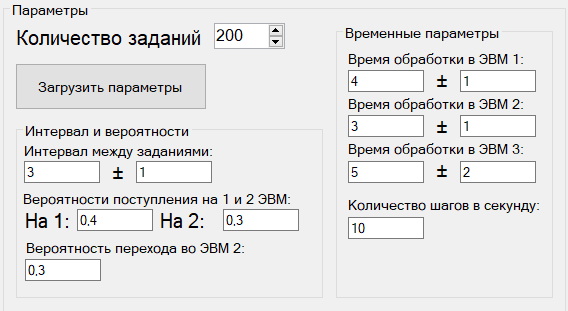 Параметры
Количество заданий 200
Загрузить параметры
Интервал и вероятности
Интервал между заданиями:
3 ± 1
Вероятности поступления на 1 и 2 ЭВМ:
На 1: 0,4 На 2: 0,3
Вероятность перехода во ЭВМ 2:
0,3
Временные параметры
Время обработки в ЭВМ 1:
4 ± 1
Время обработки в ЭВМ 2:
3 ± 1
Время обработки в ЭВМ 3:
5 ± 2
Количество шагов в секунду:
10